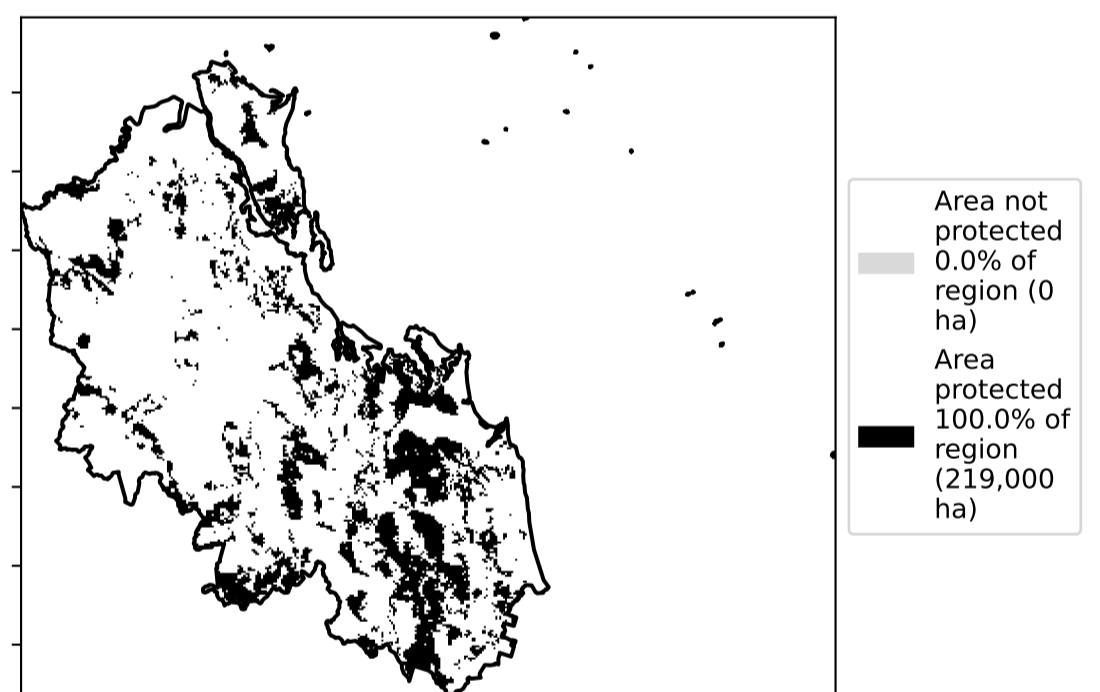 Area not
protected
0.0% of
region (0
ha)
Area
protected
100.0% of
region
(219,000
ha)